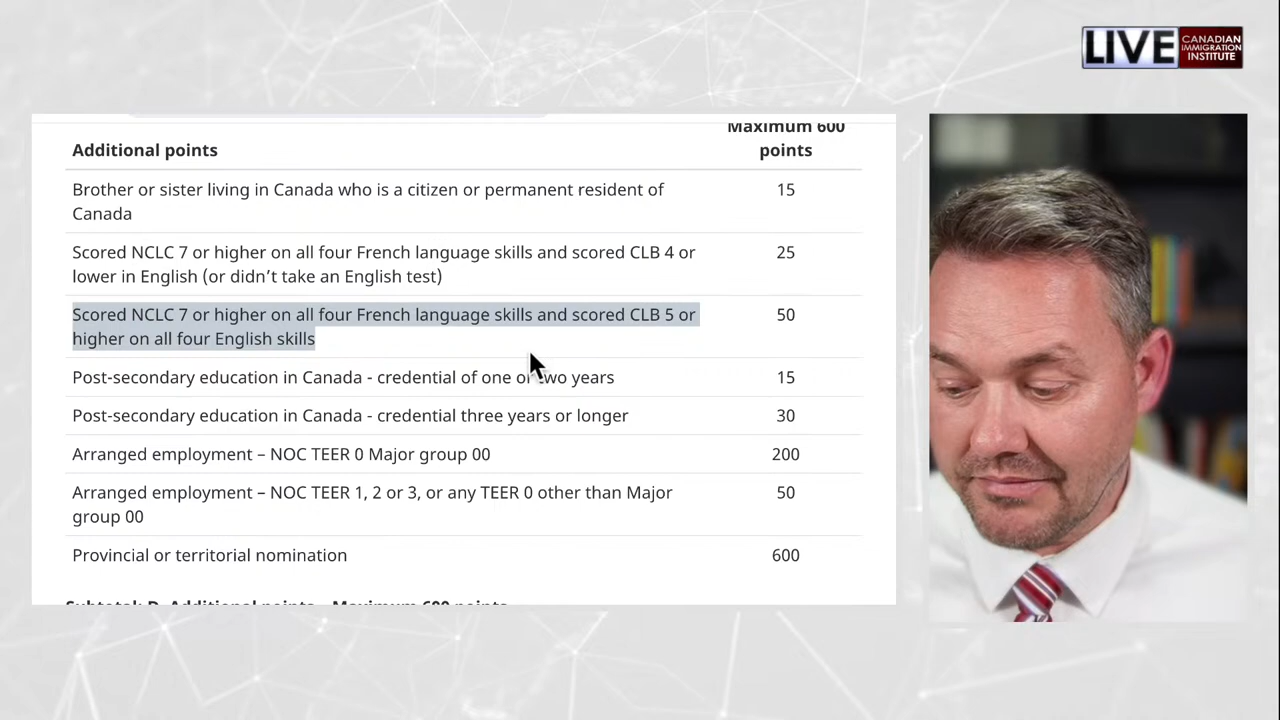 LIVE
CANADIAN
IMMIGRATION
INSTITUTE
Maximum 600
Additional points
points
Brother or sister living in Canada who is a citizen or permanent resident of
Canada
15
Scored NCLC 7 or higher on all four French language skills and scored CLB 4 or
lower in English (or didn't take an English test)
25
Scored NCLC 7 or higher on all four French language skills and scored CLB 5 or
higher on all four English skills
50
Post-secondary education in Canada - credential of one or two years
15
Post-secondary education in Canada - credential three years or longer
30
Arranged employment – NOC TEER 0 Major group 00
200
Arranged employment – NOC TEER 1, 2 or 3, or any TEER 0 other than Major
group 00
50
Provincial or territorial nomination
600
Subtotal: D. Additional points – Maximum 600 points